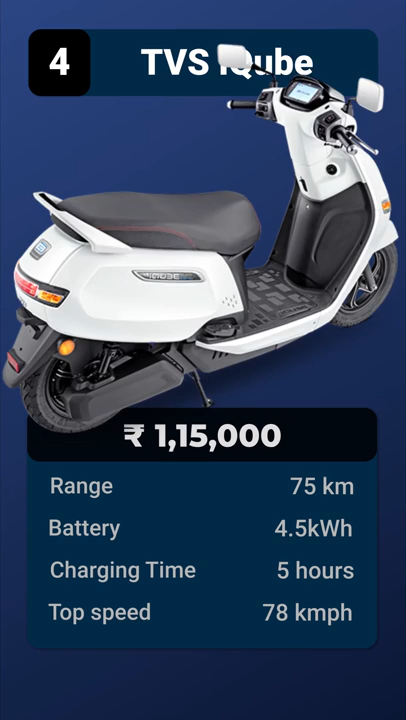 4
TVS iQube
iQUBE
₹ 1,15,000
Range 75 km
Battery 4.5kWh
Charging Time 5 hours
Top speed 78 kmph